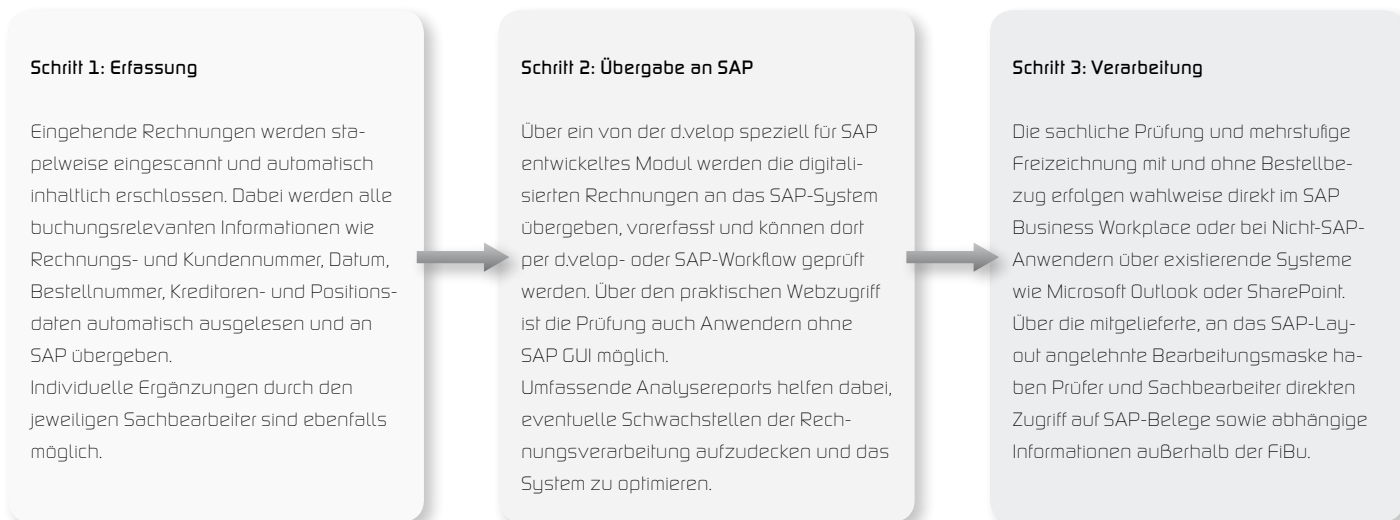 Schritt 1: Erfassung
Eingehende Rechnungen werden sta-
pelweise eingescannt und automatisch
inhaltlich erschlossen. Dabei werden alle
buchungsrelevanten Informationen wie
Rechnungs- und Kundennummer, Datum,
Bestellnummer, Kreditoren- und Positions-
daten automatisch ausgelesen und an
SAP übergeben.
Individuelle Ergänzungen durch den
jeweiligen Sachbearbeiter sind ebenfalls
möglich.
Schritt 2: Übergabe an SAP
Über ein von der d.velop speziell für SAP
entwickeltes Modul werden die digitali-
sierten Rechnungen an das SAP-System
übergeben, vorerfasst und können dort
per d.velop- oder SAP-Workflow geprüft
werden. Über den praktischen Webzugriff
ist die Prüfung auch Anwendern ohne
SAP GUI möglich.
Umfassende Analysereports helfen dabei,
eventuelle Schwachstellen der Rech-
nungsverarbeitung aufzudecken und das
System zu optimieren.
Schritt 3: Verarbeitung
Die sachliche Prüfung und mehrstufige
Freizeichnung mit und ohne Bestellbe-
zug erfolgen wahlweise direkt im SAP
Business Workplace oder bei Nicht-SAP-
Anwendern über existierende Systeme
wie Microsoft Outlook oder SharePoint.
Über die mitgelieferte, an das SAP-Lay-
out angelehnte Bearbeitungsmaske ha-
ben Prüfer und Sachbearbeiter direkten
Zugriff auf SAP-Belege sowie abhängige
Informationen außerhalb der FiBu.